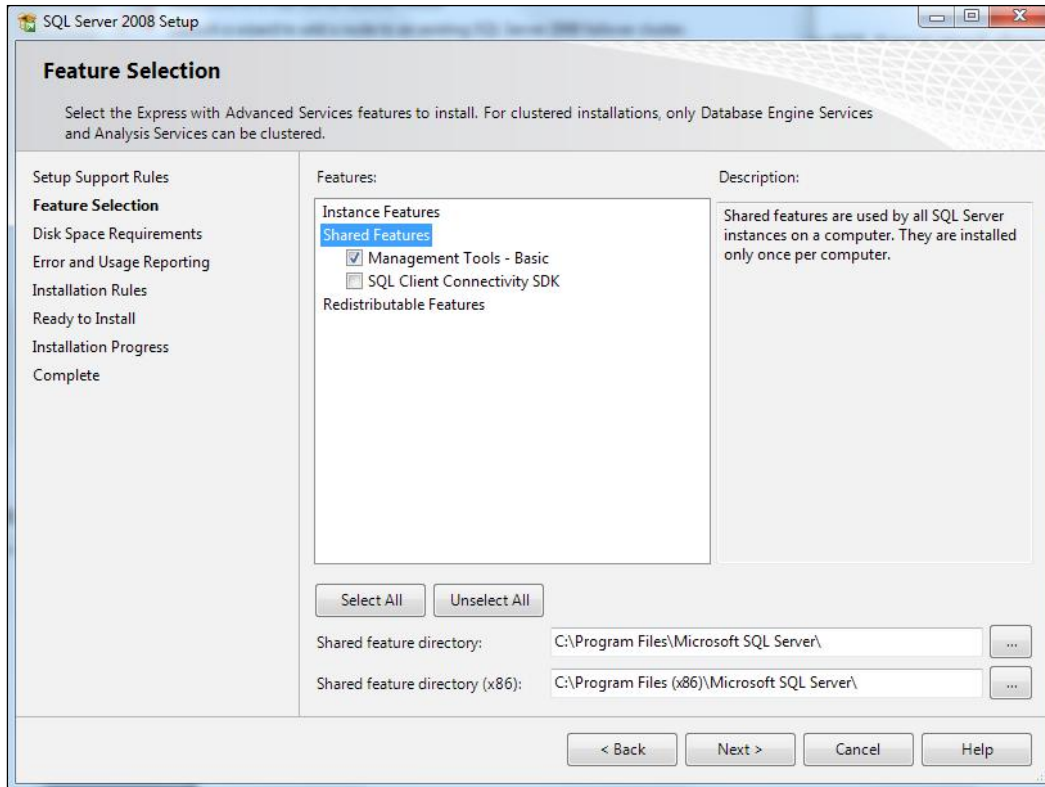 SQL Server 2008 Setup
Feature Selection
Select the Express with Advanced Services features to install. For clustered installations, only Database Engine Services
and Analysis Services can be clustered.
Setup Support Rules
Feature Selection
Disk Space Requirements
Error and Usage Reporting
Installation Rules
Ready to Install
Installation Progress
Complete
Features:
Instance Features
Shared Features
Management Tools - Basic
SQL Client Connectivity SDK
Redistributable Features
Description:
Shared features are used by all SQL Server
instances on a computer. They are installed
only once per computer.
Select All
Unselect All
Shared feature directory:
C:\Program Files\Microsoft SQL Server\
...
Shared feature directory (x86):
C:\Program Files (x86)\Microsoft SQL Server\
...
< Back
Next >
Cancel
Help